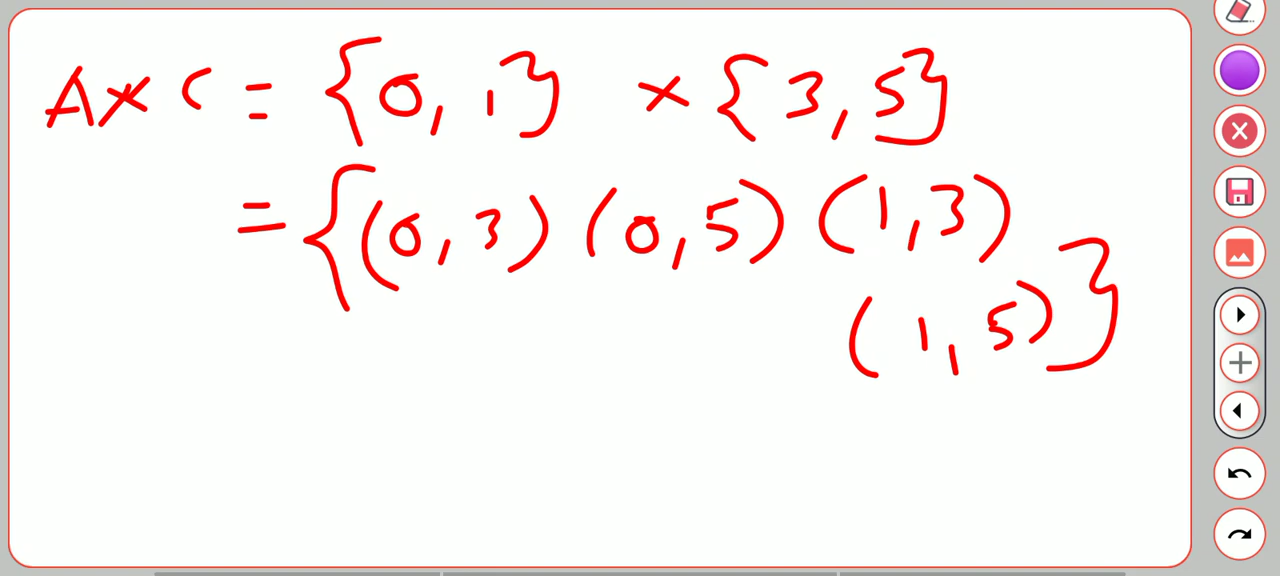 A × C = {0, 1} × {3, 5}
= {(0, 3) (0, 5) (1, 3)
(1, 5)}